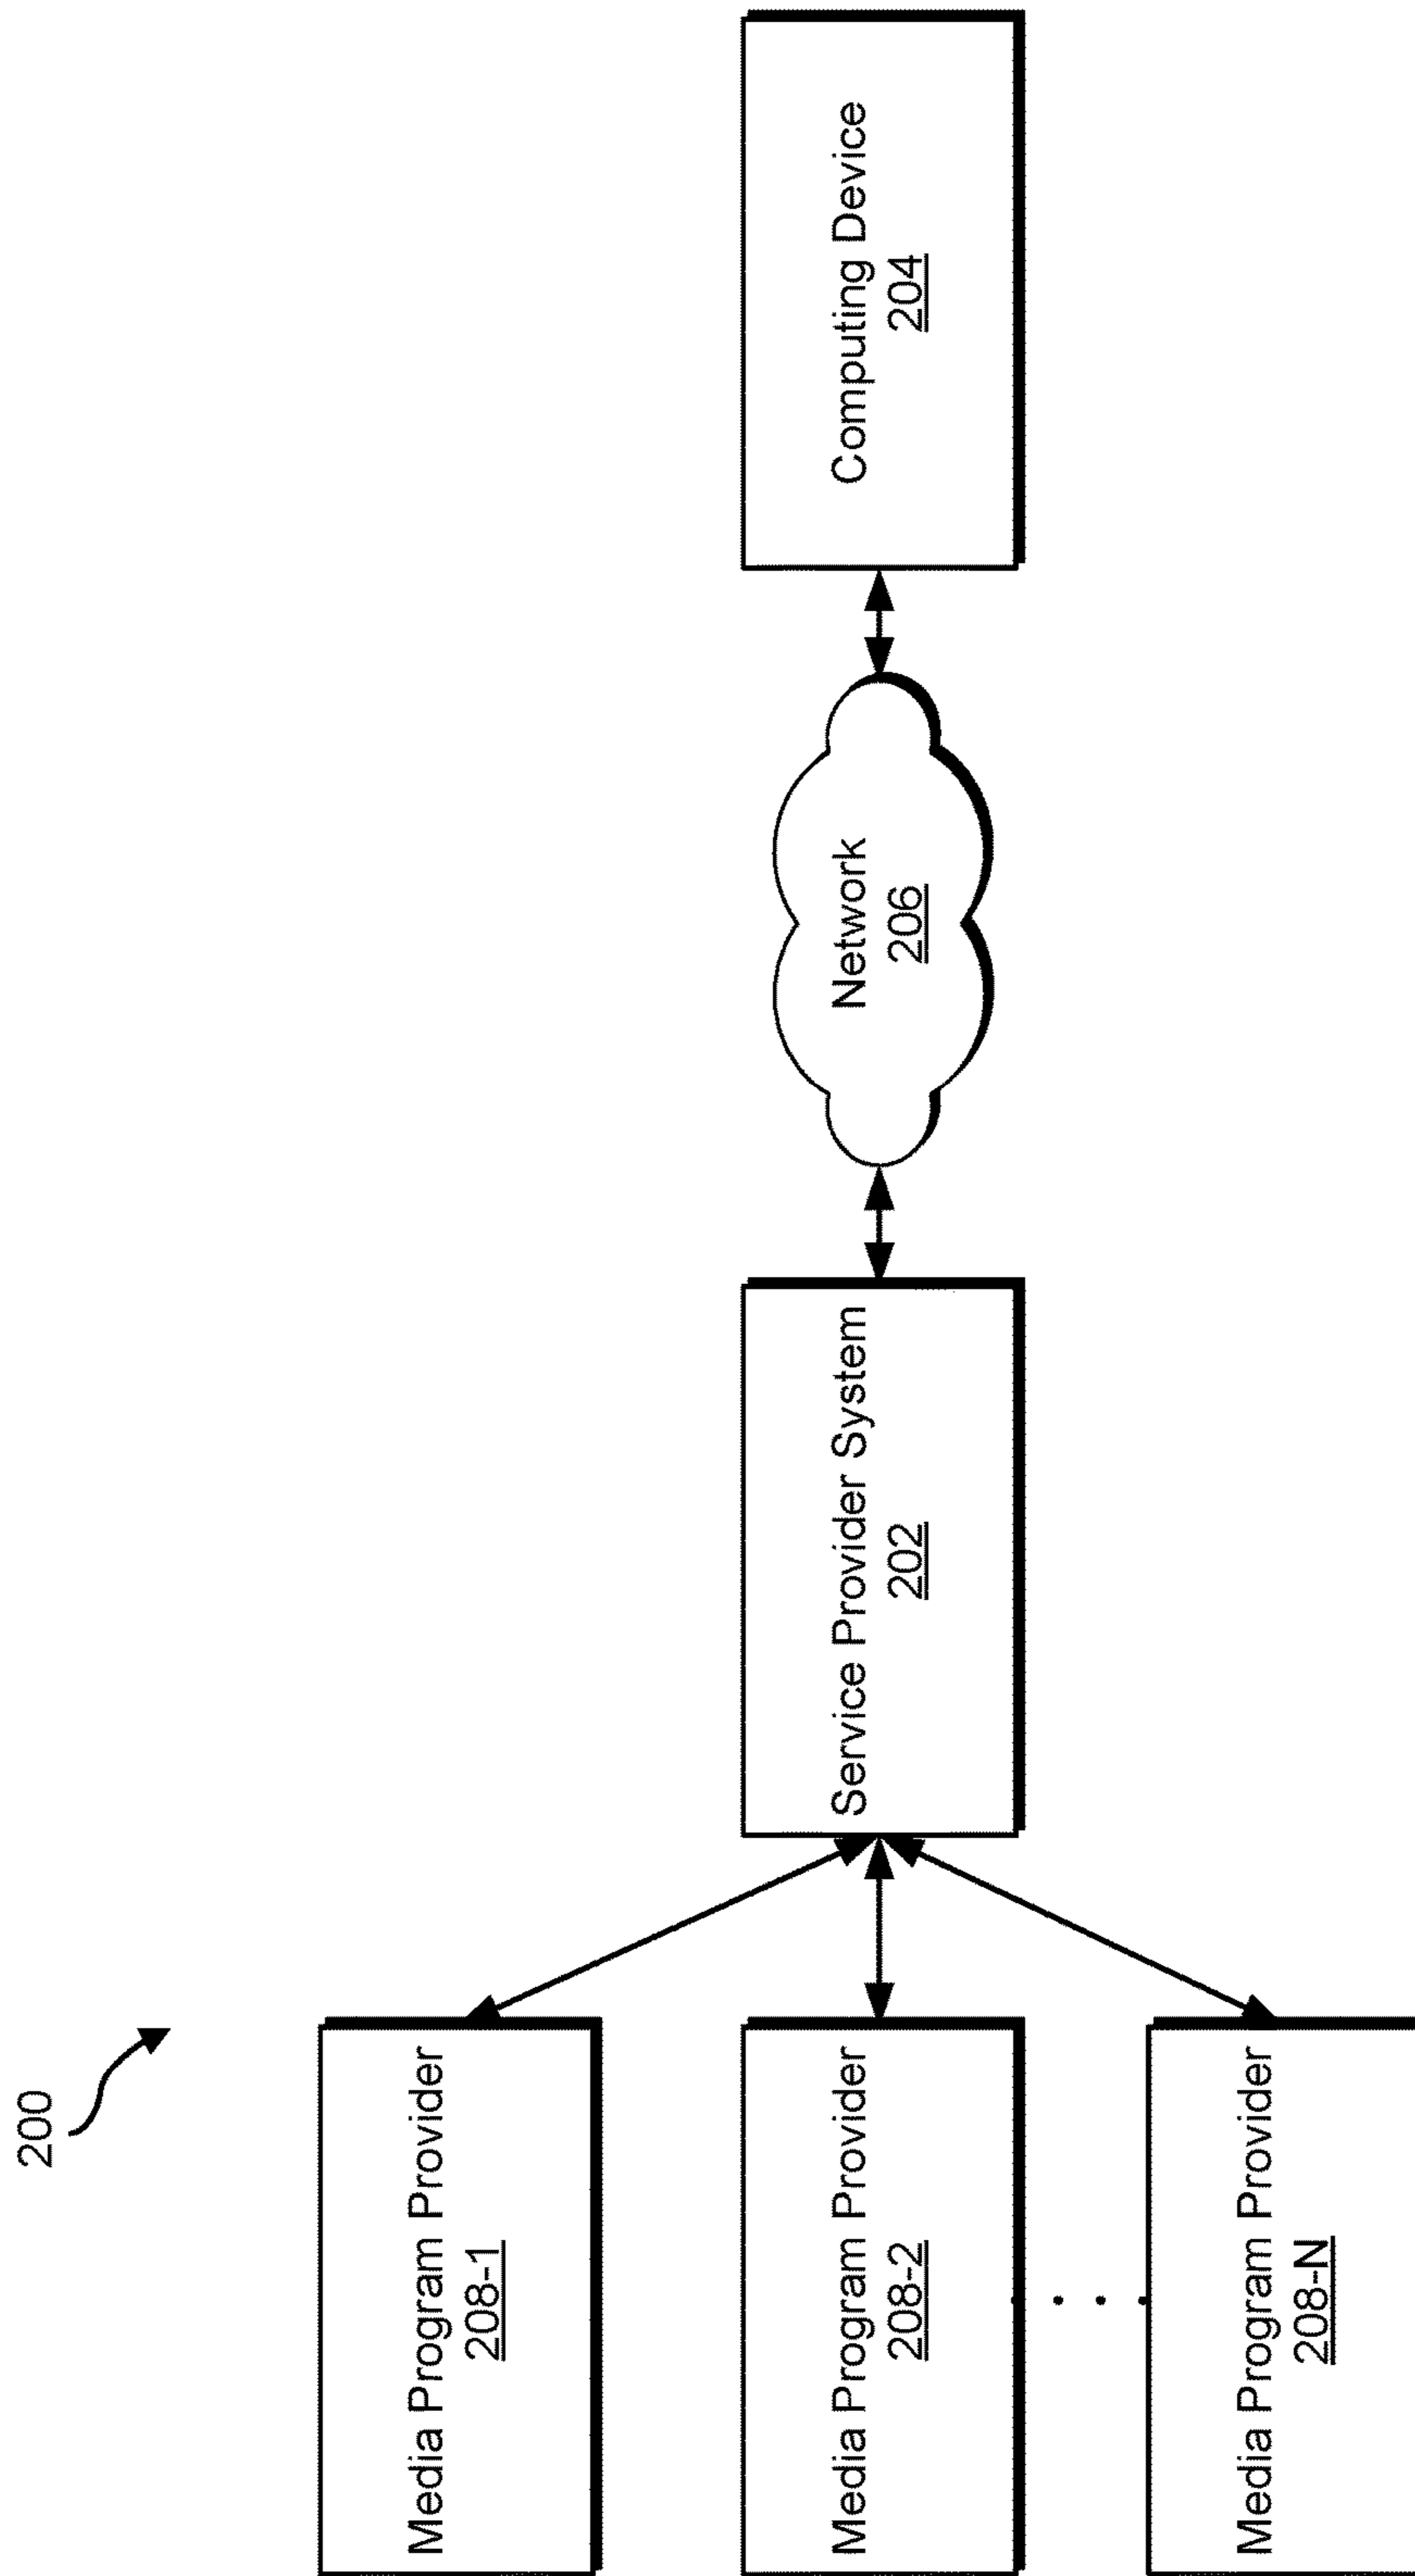 200
Media Program Provider
208-1
Media Program Provider
208-2
Media Program Provider
208-N
Service Provider System
202
Network
206
Computing Device
204